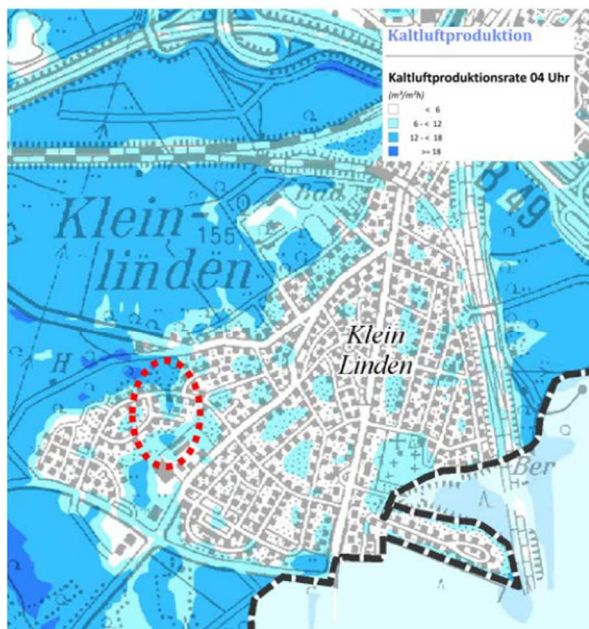 Kaltluftproduktion
Kaltluftproduktionsrate 04 Uhr
(m³/m²h)
< 6
6 - < 12
12 - < 18
>= 18
Bad
B 49
Klein-
155
linden
Klein
Linden
H
Ber